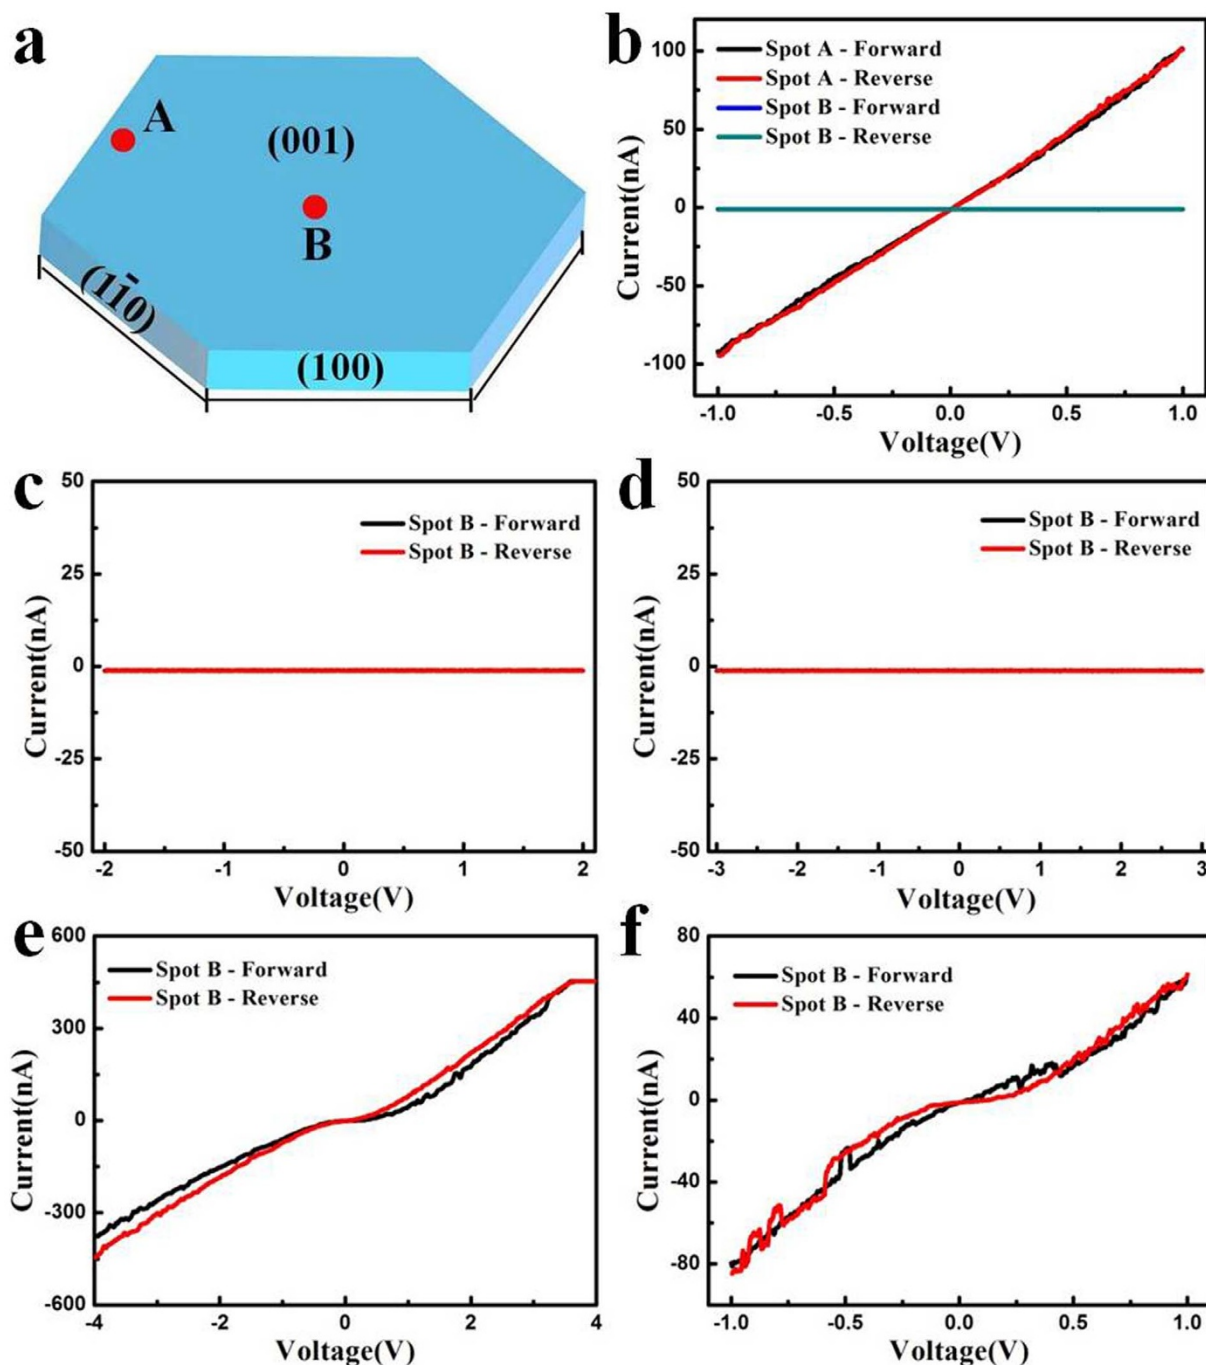 a
A
(001)
B
(11̄0)
(100)
b
Spot A - Forward
Spot A - Reverse
Spot B - Forward
Spot B - Reverse
Current(nA)
100
50
0
-50
-100
-1.0 -0.5 0.0 0.5 1.0
Voltage(V)
c
Spot B - Forward
Spot B - Reverse
Current(nA)
50
25
0
-25
-50
-2 -1 0 1 2
Voltage(V)
d
Spot B - Forward
Spot B - Reverse
Current(nA)
50
25
0
-25
-50
-3 -2 -1 0 1 2 3
Voltage(V)
e
Spot B - Forward
Spot B - Reverse
Current(nA)
600
300
0
-300
-600
-4 -2 0 2 4
Voltage(V)
f
Spot B - Forward
Spot B - Reverse
Current(nA)
80
40
0
-40
-80
-1.0 -0.5 0.0 0.5 1.0
Voltage(V)